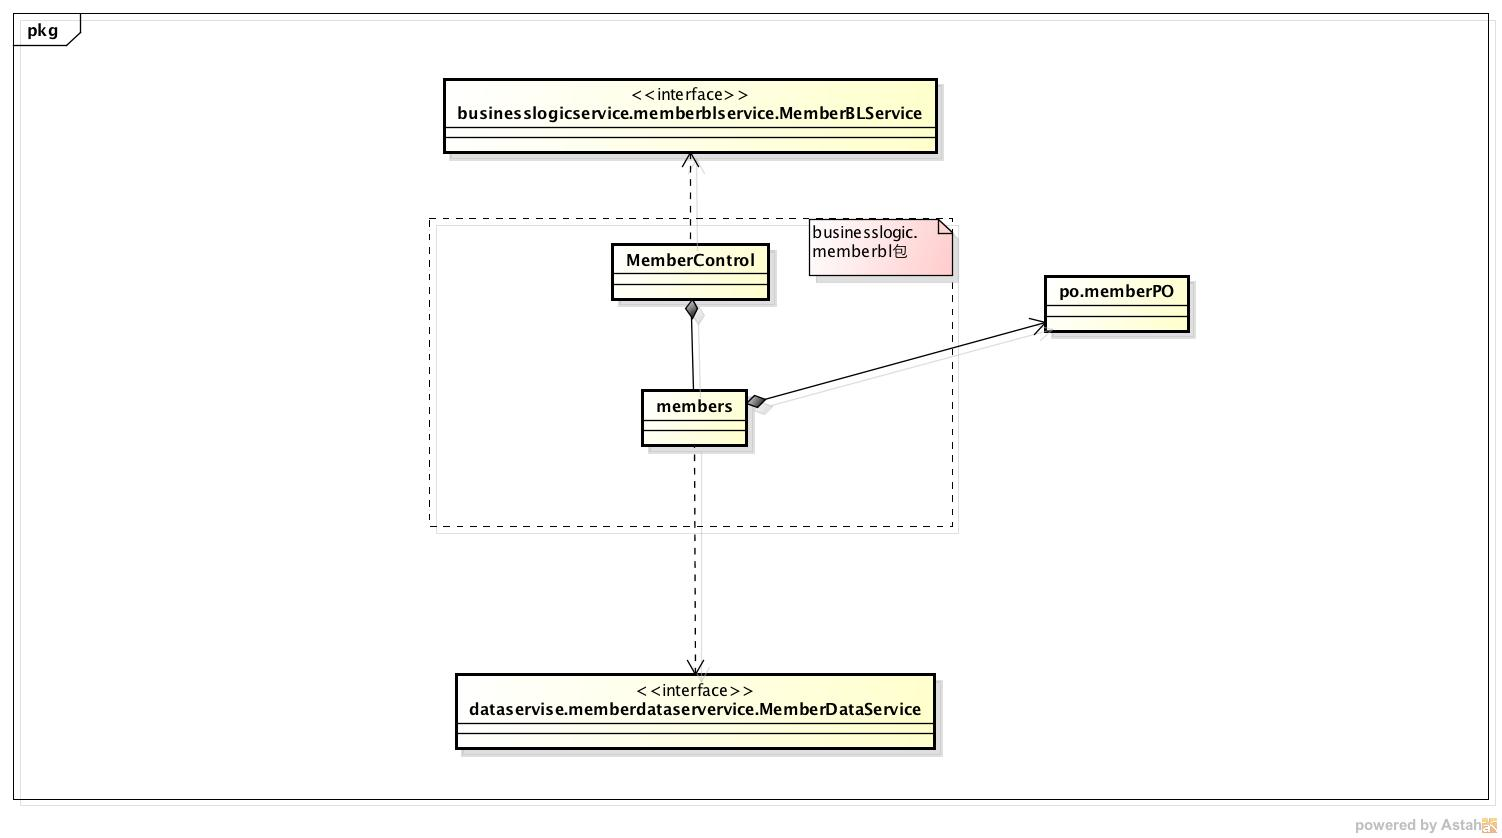 pkg
<<interface>>
businesslogicservice.memberblservice.MemberBLService
businesslogic.
memberbl包
MemberControl
po.memberPO
members
<<interface>>
dataservise.memberdataservervice.MemberDataService
powered by Astah